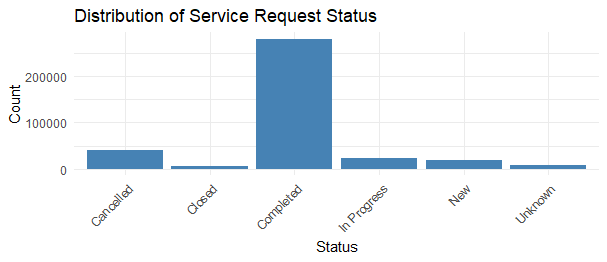 Distribution of Service Request Status
Count
200000
100000
0
Cancelled
Closed
Completed
In Progress
New
Unknown
Status